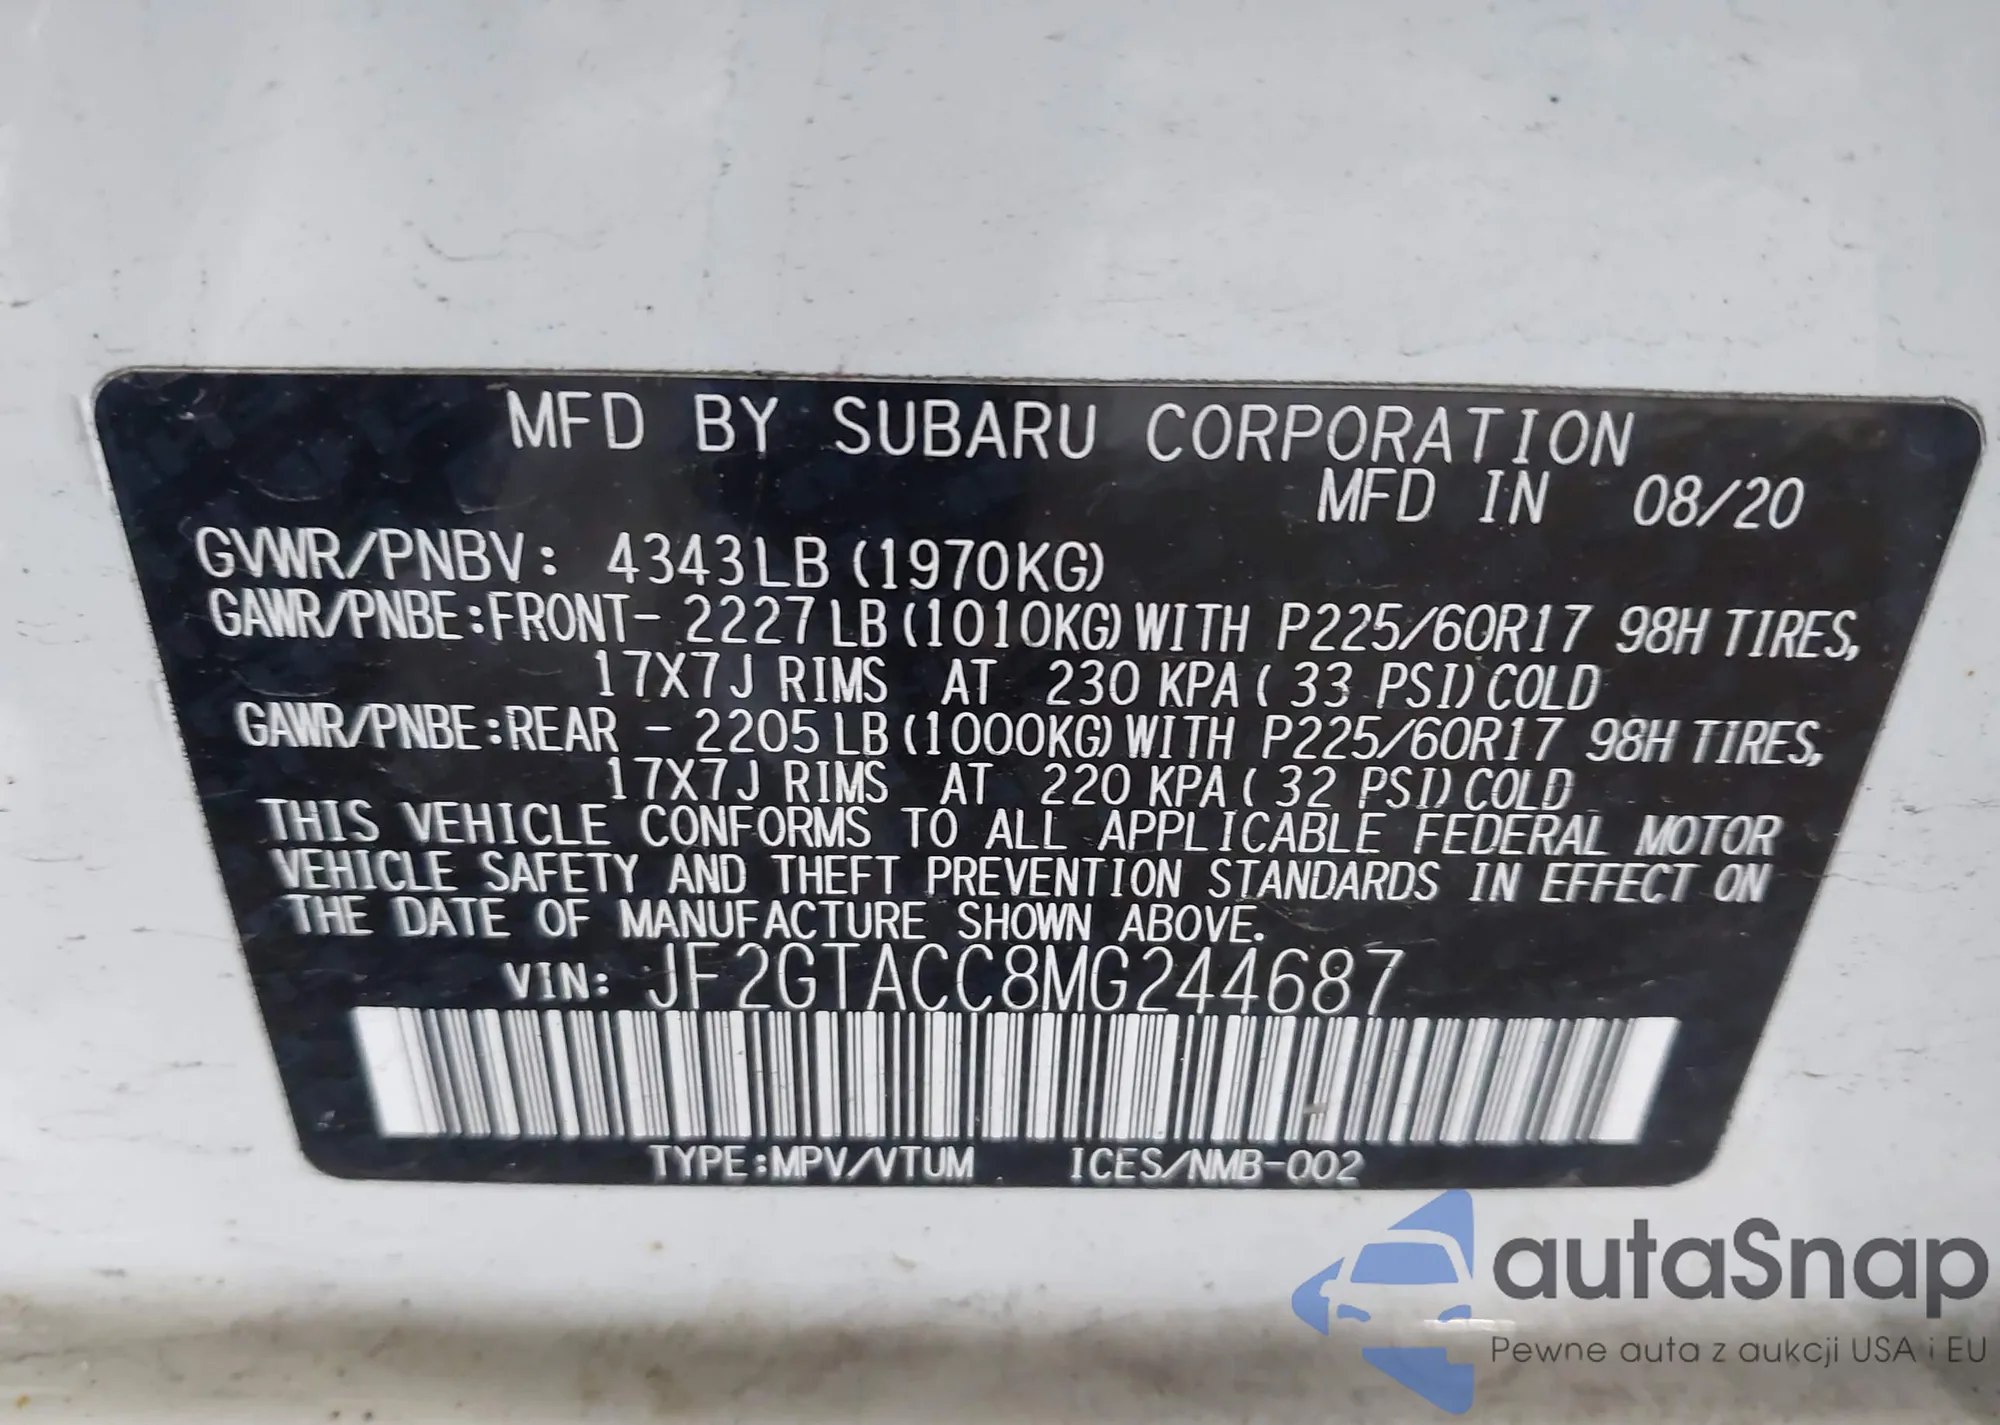 MFD BY SUBARU CORPORATION
MFD IN 08/20
GVWR/PNBV: 4343LB (1970KG)
GAWR/PNBE:FRONT- 2227LB (1010KG) WITH P225/60R17 98H TIRES,
17X7J RIMS AT 230 KPA ( 33 PSI) COLD
GAWR/PNBE:REAR - 2205LB (1000KG) WITH P225/60R17 98H TIRES,
17X7J RIMS AT 220 KPA ( 32 PSI) COLD
THIS VEHICLE CONFORMS TO ALL APPLICABLE FEDERAL MOTOR
VEHICLE SAFETY AND THEFT PREVENTION STANDARDS IN EFFECT ON
THE DATE OF MANUFACTURE SHOWN ABOVE.
VIN: JF2GTACC8MG244687
TYPE:MPV/VTUM ICES/NMB-002
autaSnap
Pewne auta z aukcji USA i EU